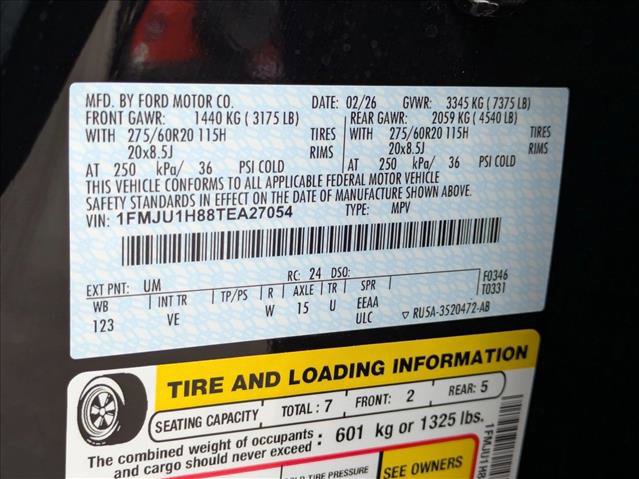 MFD. BY FORD MOTOR CO. DATE: 02/26 GVWR: 3345 KG ( 7375 LB)
FRONT GAWR: 1440 KG ( 3175 LB) REAR GAWR: 2059 KG ( 4540 LB)
WITH 275/60R20 115H TIRES WITH 275/60R20 115H TIRES
20x8.5J RIMS 20x8.5J RIMS
AT 250 kPa/ 36 PSI COLD AT 250 kPa/ 36 PSI COLD
THIS VEHICLE CONFORMS TO ALL APPLICABLE FEDERAL MOTOR VEHICLE
SAFETY STANDARDS IN EFFECT ON THE DATE OF MANUFACTURE SHOWN ABOVE.
VIN: 1FMJU1H88TEA27054 TYPE: MPV
EXT PNT: UM RC: 24 DSO: F0346
T0331
WB INT TR TP/PS R AXLE TR SPR
123 VE W 15 U EEAA
ULC ▽ RU5A-3520472-AB
TIRE AND LOADING INFORMATION
SEATING CAPACITY TOTAL : 7 FRONT: 2 REAR: 5
The combined weight of occupants
and cargo should never exceed : 601 kg or 1325 lbs.
TIRE PRESSURE
SEE OWNERS